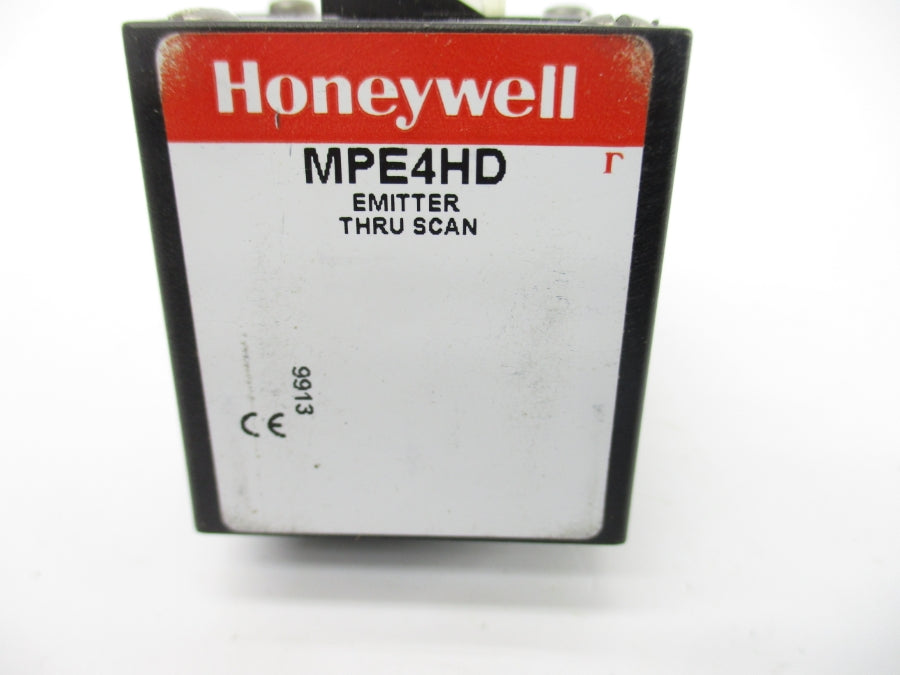 Honeywell
MPE4HD
r
EMITTER
THRU SCAN
9913
CE